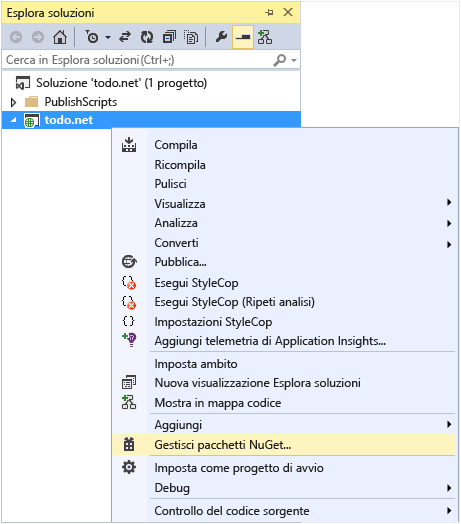 Esplora soluzioni
Cerca in Esplora soluzioni(Ctrl+;)
Soluzione 'todo.net' (1 progetto)
PublishScripts
todo.net
Compila
Ricompila
Pulisci
Visualizza
Analizza
Converti
Pubblica...
Esegui StyleCop
Esegui StyleCop (Ripeti analisi)
Impostazioni StyleCop
Aggiungi telemetria di Application Insights...
Imposta ambito
Nuova visualizzazione Esplora soluzioni
Mostra in mappa codice
Aggiungi
Gestisci pacchetti NuGet...
Imposta come progetto di avvio
Debug
Controllo del codice sorgente